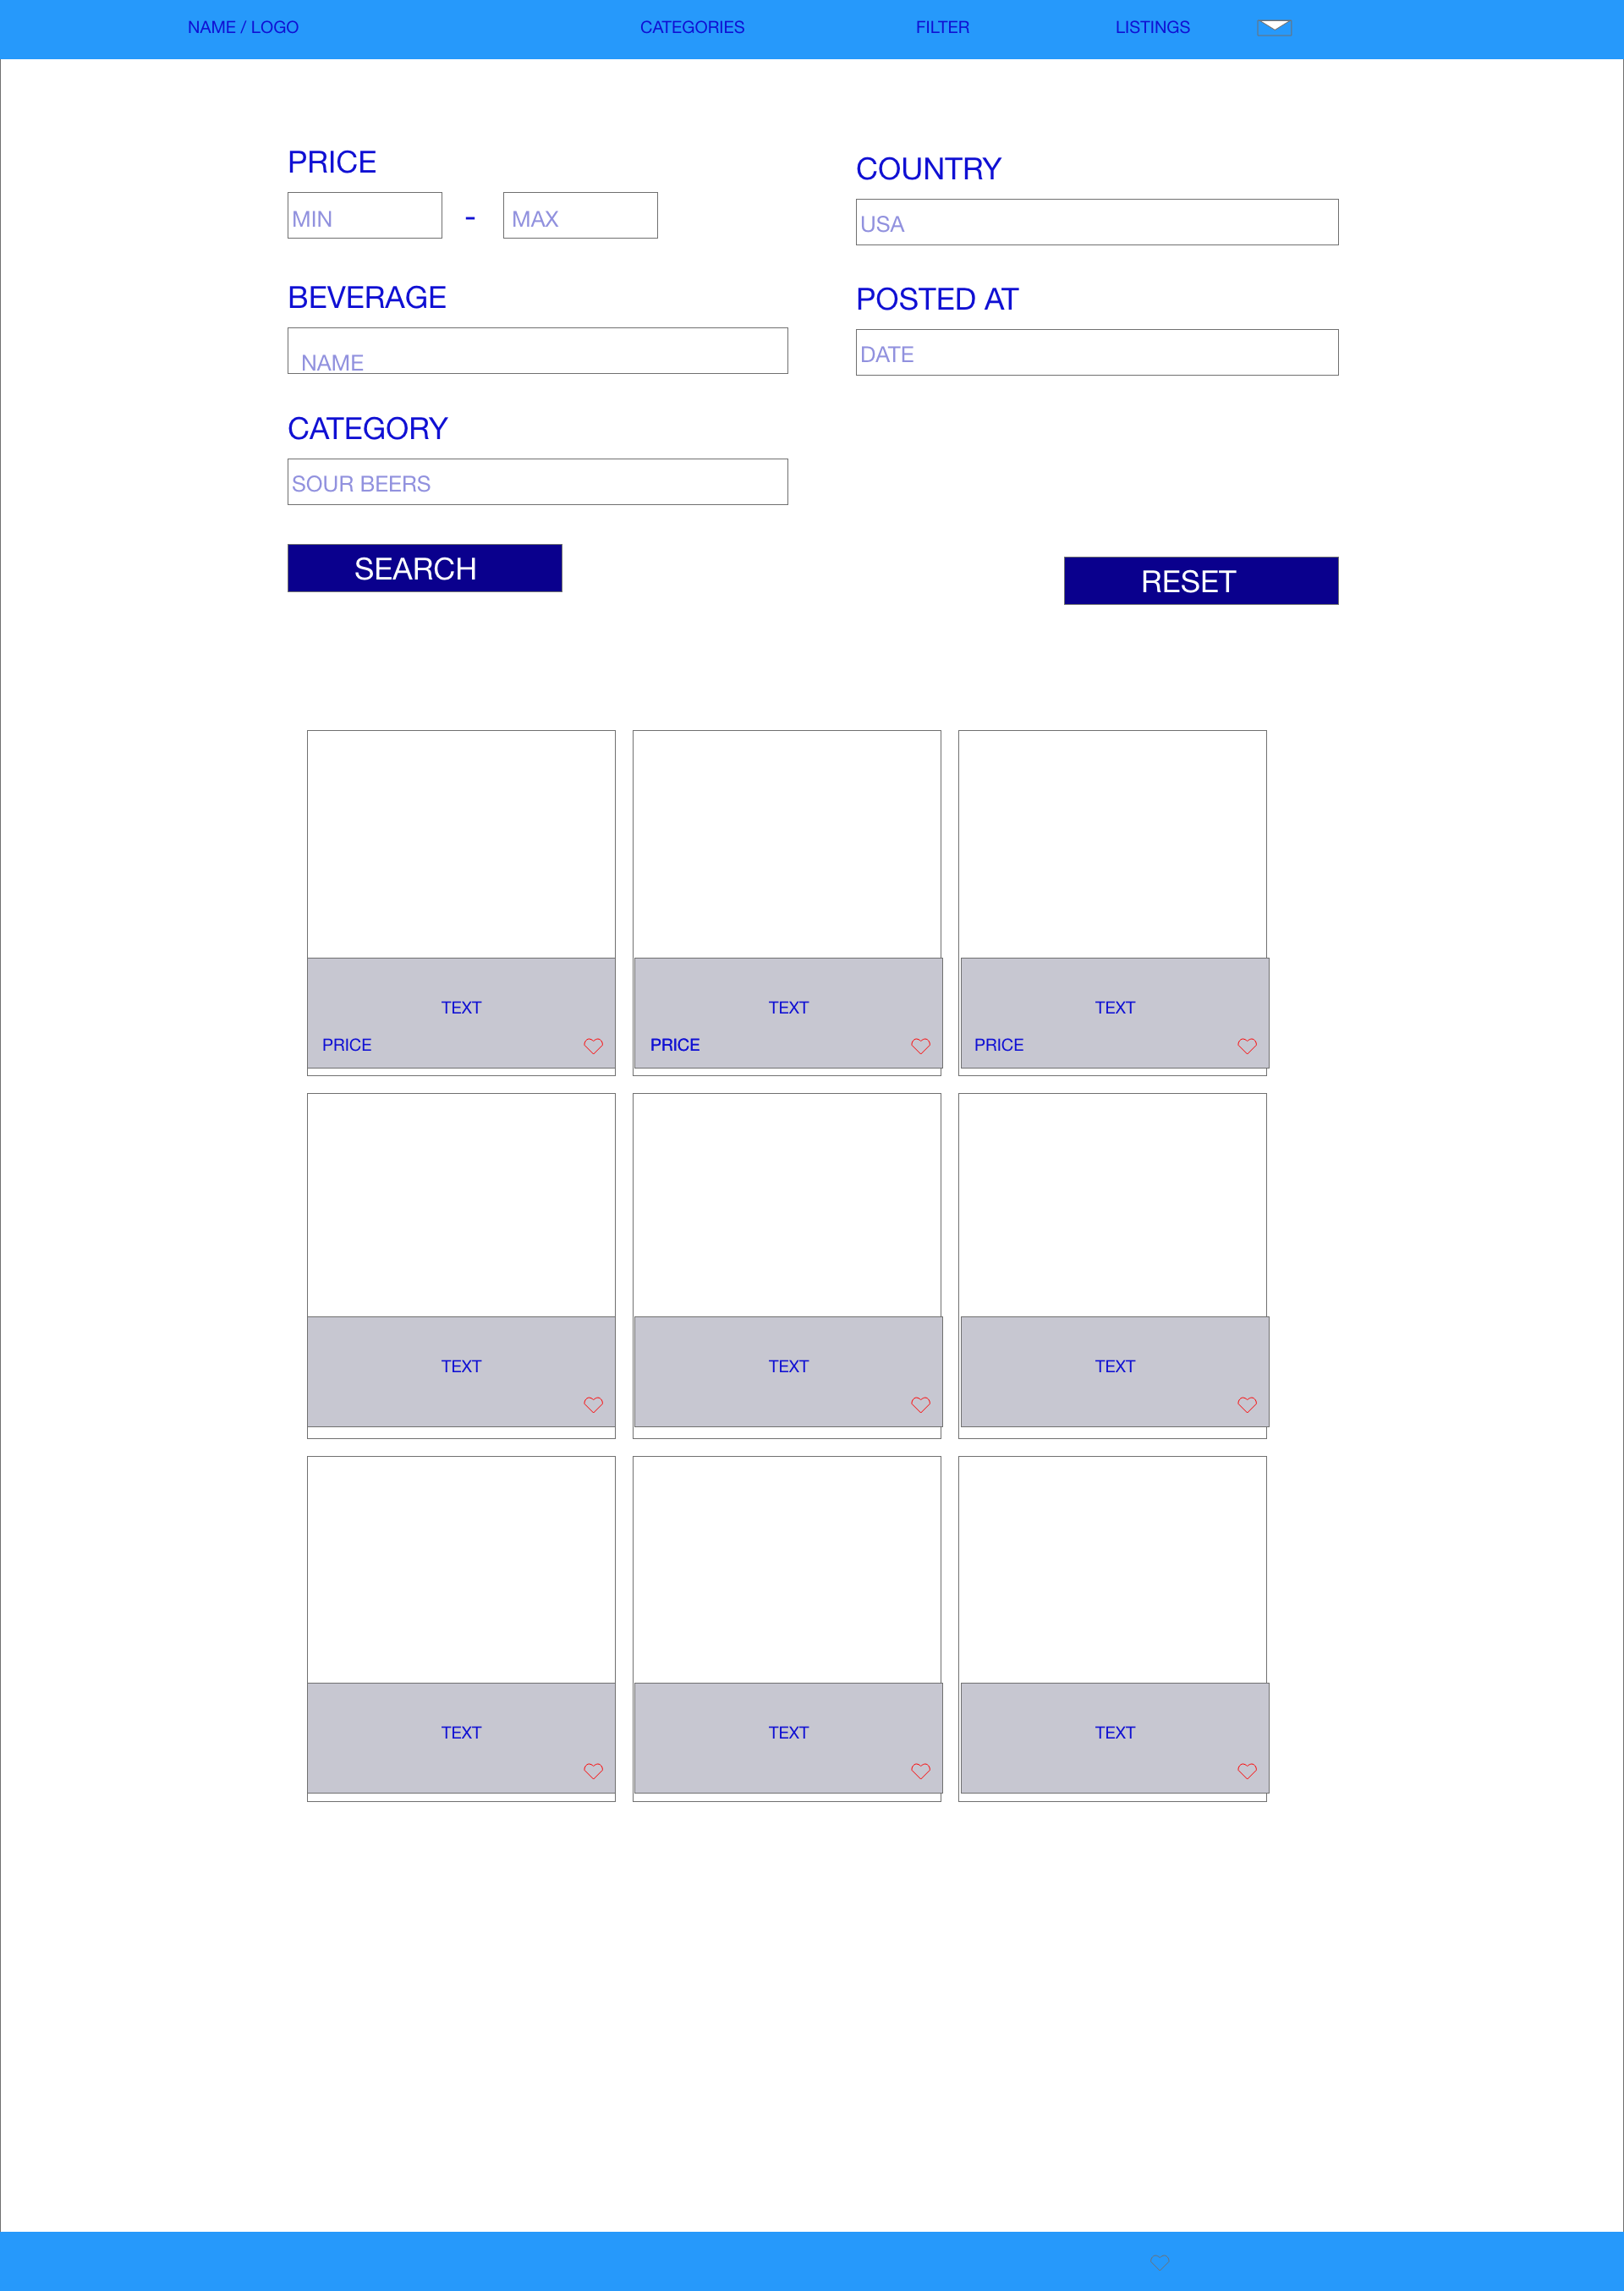 NAME / LOGO CATEGORIES FILTER LISTINGS
PRICE
MIN - MAX
COUNTRY
USA
BEVERAGE
NAME
POSTED AT
DATE
CATEGORY
SOUR BEERS
SEARCH
RESET
TEXT TEXT TEXT
PRICE PRICE PRICE
TEXT TEXT TEXT
TEXT TEXT TEXT